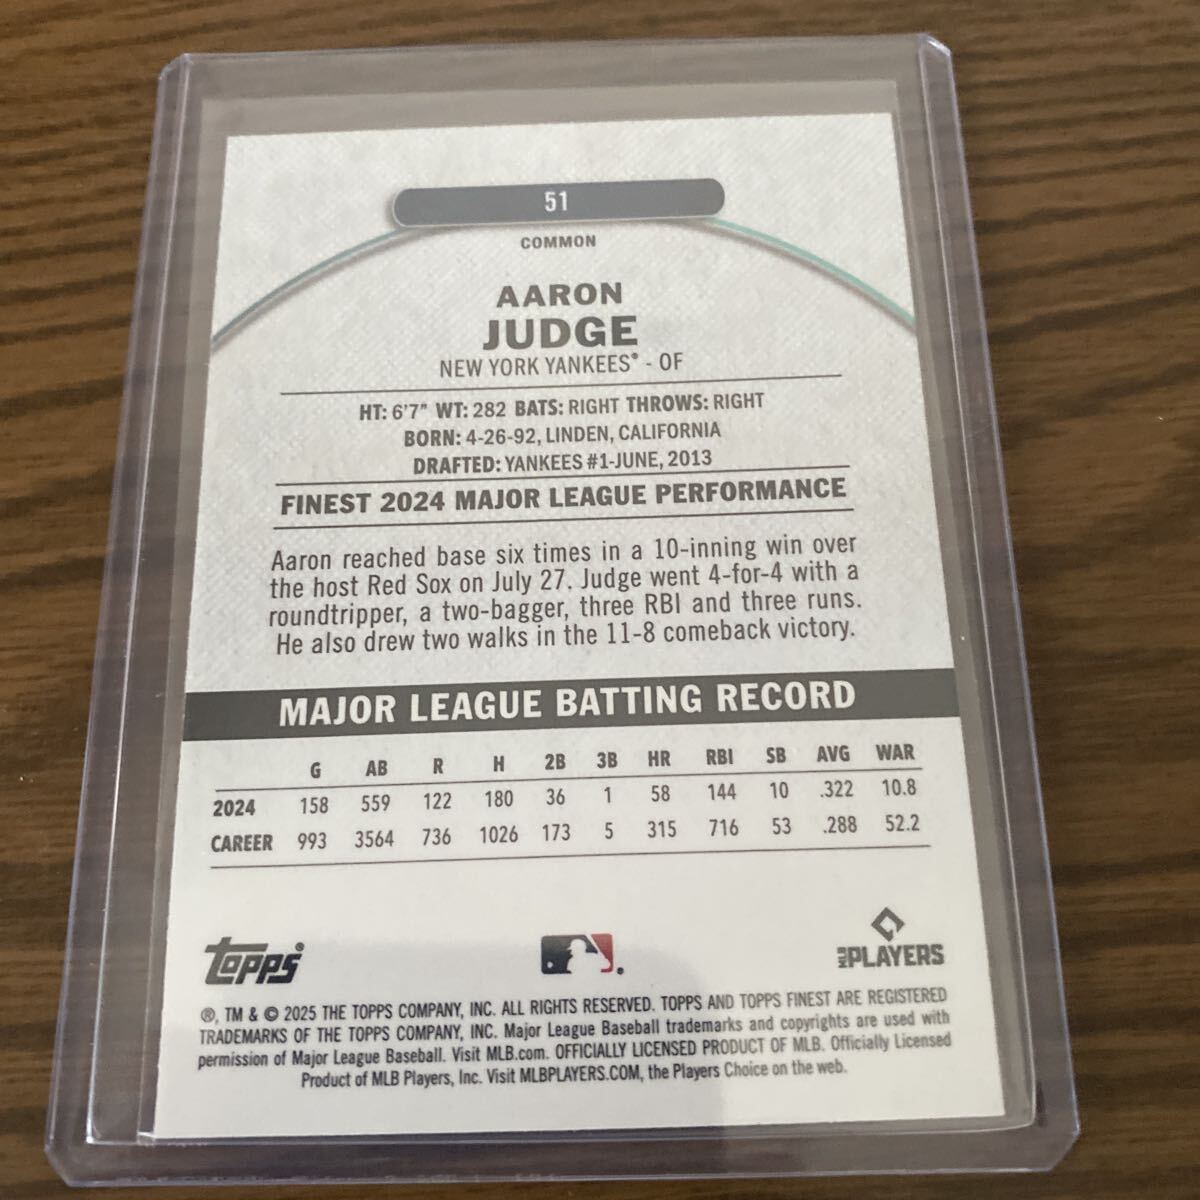 51
COMMON
AARON
JUDGE
NEW YORK YANKEES® - OF
HT: 6'7" WT: 282 BATS: RIGHT THROWS: RIGHT
BORN: 4-26-92, LINDEN, CALIFORNIA
DRAFTED: YANKEES #1-JUNE, 2013
FINEST 2024 MAJOR LEAGUE PERFORMANCE
Aaron reached base six times in a 10-inning win over
the host Red Sox on July 27. Judge went 4-for-4 with a
roundtripper, a two-bagger, three RBI and three runs.
He also drew two walks in the 11-8 comeback victory.
MAJOR LEAGUE BATTING RECORD
G AB R H 2B 3B HR RBI SB AVG WAR
2024 158 559 122 180 36 1 58 144 10 .322 10.8
CAREER 993 3564 736 1026 173 5 315 716 53 .288 52.2
topps® MLB PLAYERS
®, TM & © 2025 THE TOPPS COMPANY, INC. ALL RIGHTS RESERVED. TOPPS AND TOPPS FINEST ARE REGISTERED
TRADEMARKS OF THE TOPPS COMPANY, INC. Major League Baseball trademarks and copyrights are used with
permission of Major League Baseball. Visit MLB.com. OFFICIALLY LICENSED PRODUCT OF MLB. Officially Licensed
Product of MLB Players, Inc. Visit MLBPLAYERS.COM, the Players Choice on the web.